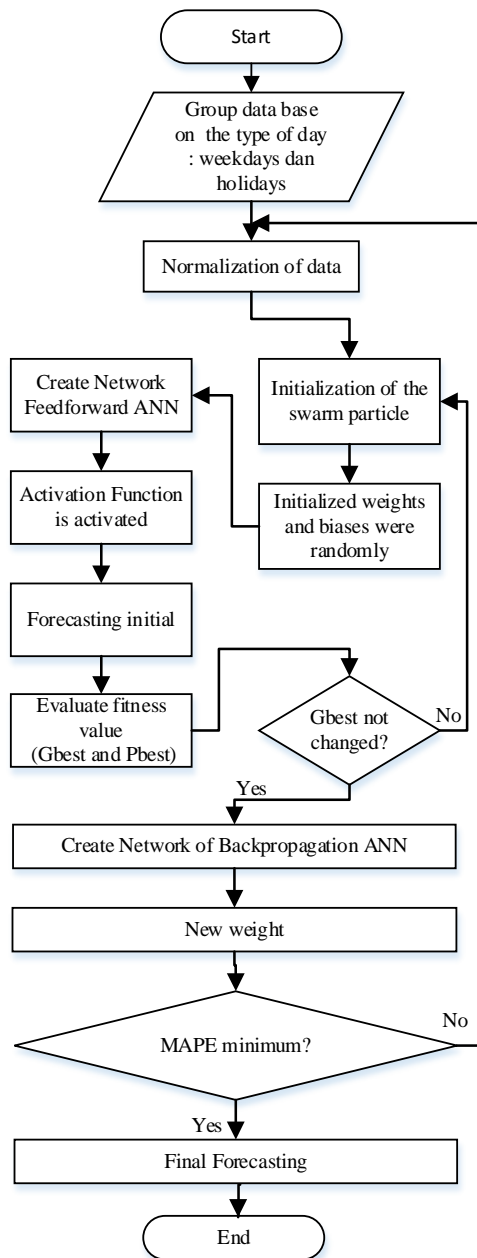 Start
Group data base
on the type of day
: weekdays dan
holidays
Normalization of data
Initialization of the
swarm particle
Initialized weights
and biases were
randomly
Create Network
Feedforward ANN
Activation Function
is activated
Forecasting initial
Evaluate fitness
value
(Gbest and Pbest)
Gbest not
changed?
No
Yes
Create Network of Backpropagation ANN
New weight
MAPE minimum?
No
Yes
Final Forecasting
End